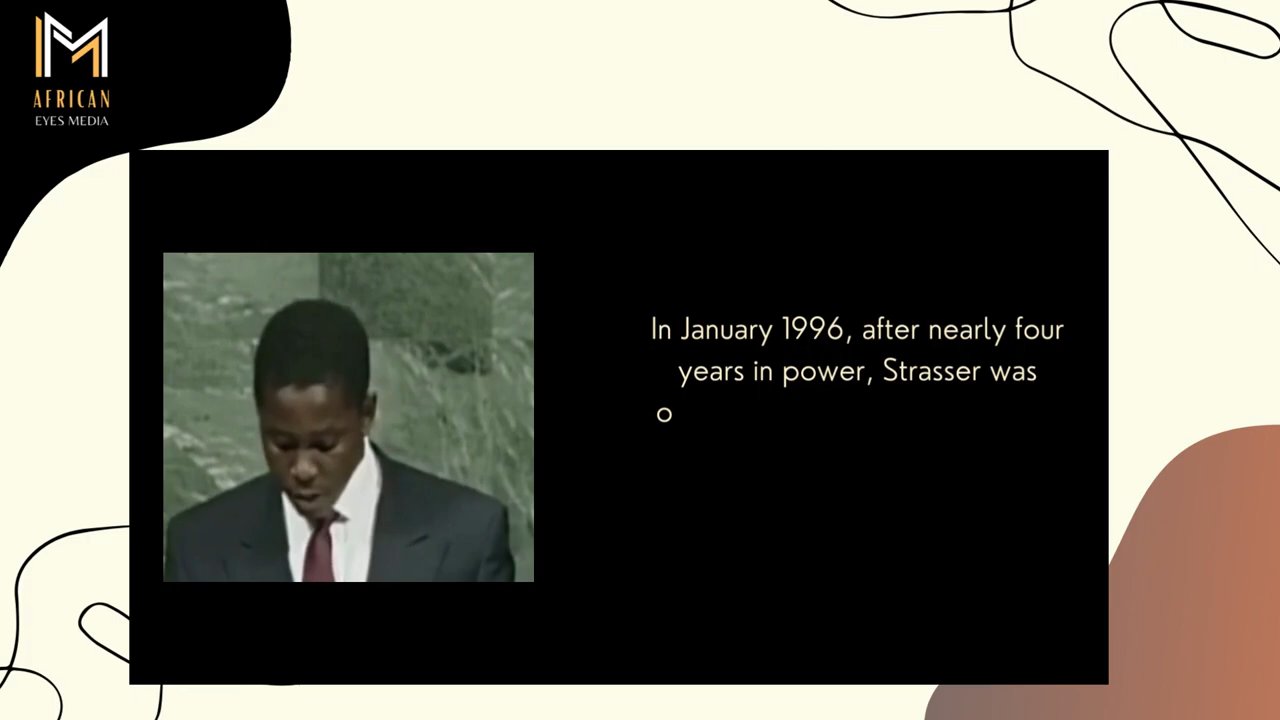 AFRICAN
EYES MEDIA
In January 1996, after nearly four
years in power, Strasser was
o